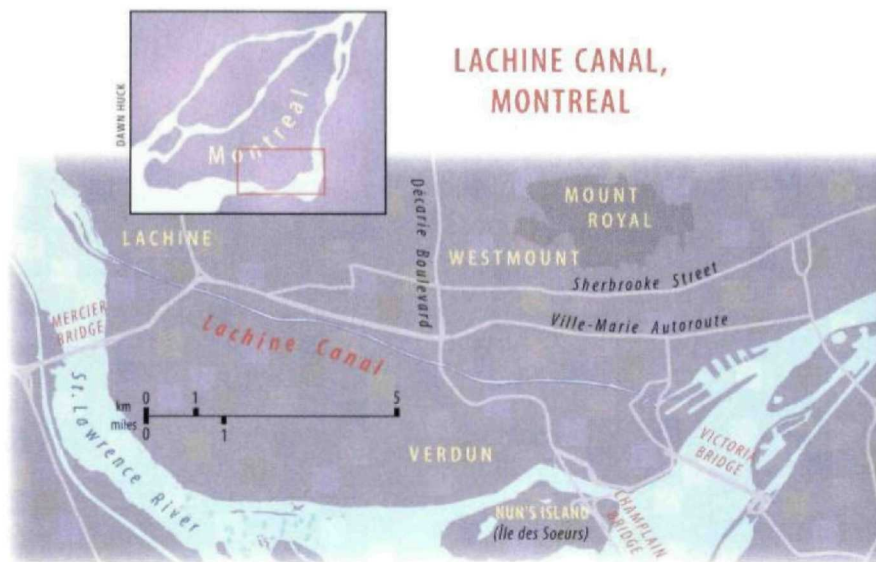 LACHINE CANAL,
MONTREAL
DAWN HUCK
Montreal
LACHINE
Décarie Boulevard
MOUNT
ROYAL
WESTMOUNT
Sherbrooke Street
Ville-Marie Autoroute
MERCIER
BRIDGE
Lachine Canal
km 0 1 5
miles 0 1
St. Lawrence River
VERDUN
VICTORIA
BRIDGE
NUN'S ISLAND
(Île des Soeurs)
CHAMPLAIN
BRIDGE